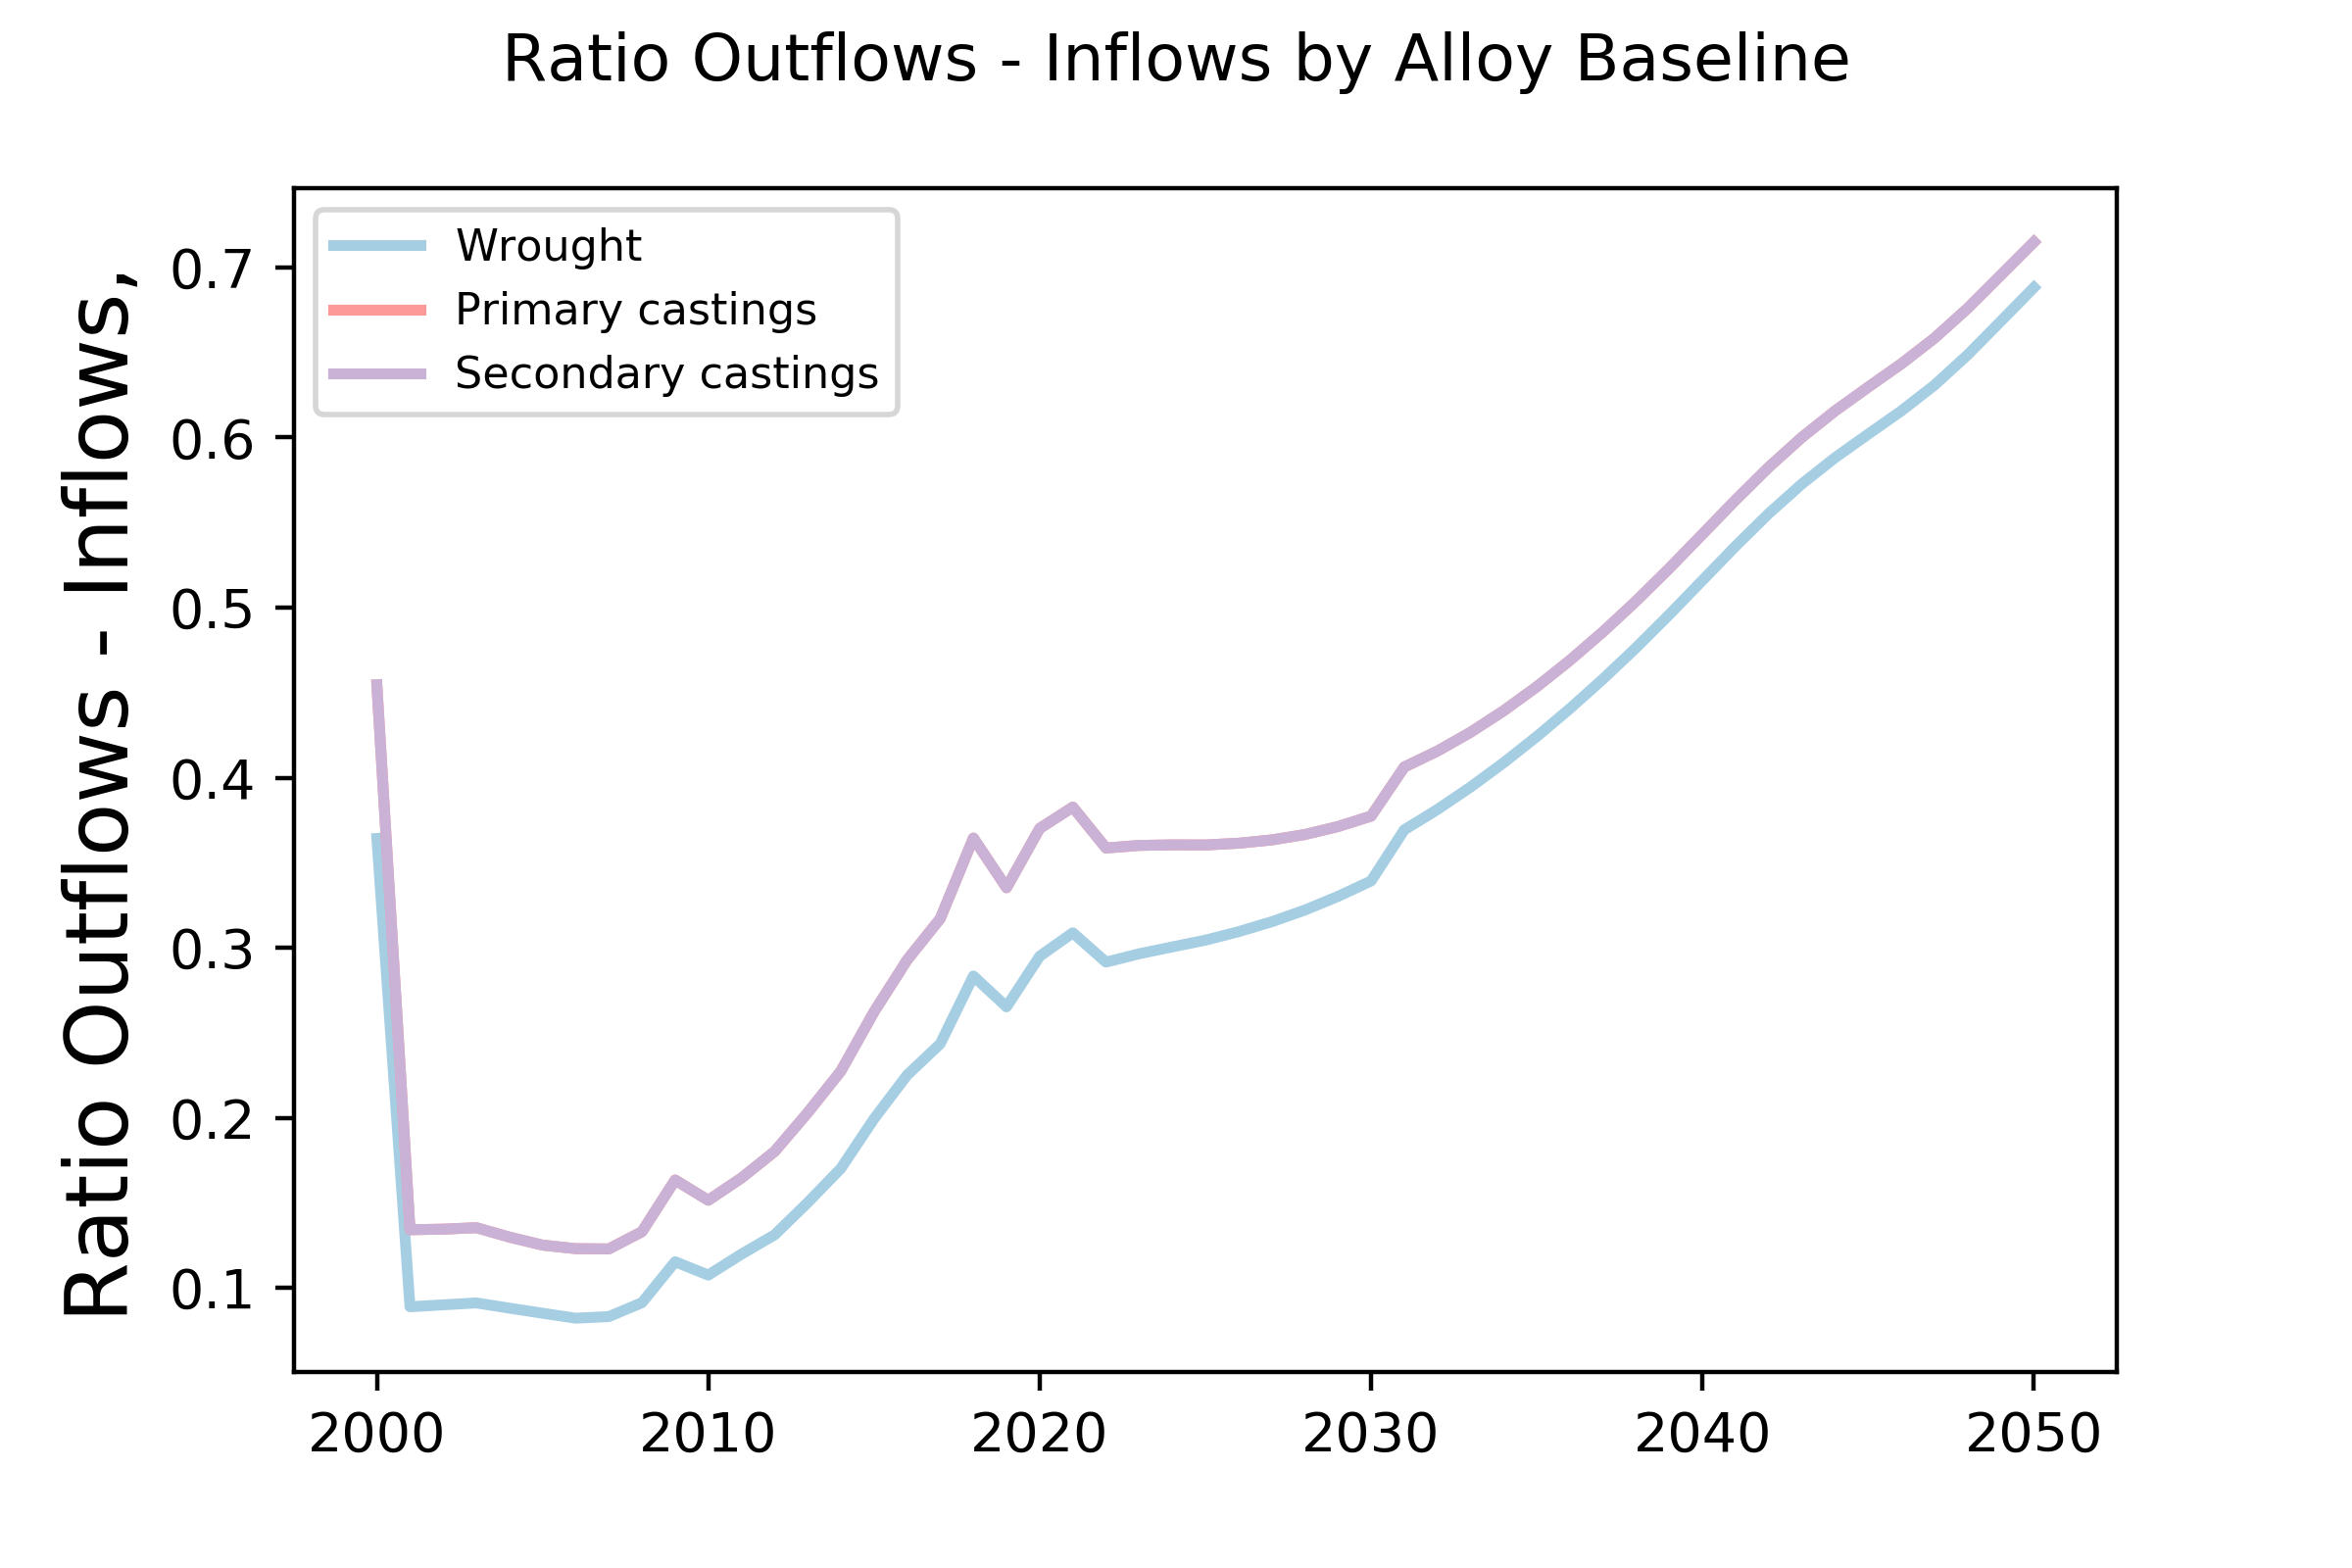 Ratio Outflows - Inflows by Alloy Baseline
Ratio Outflows - Inflows,
Wrought
Primary castings
Secondary castings
0.7
0.6
0.5
0.4
0.3
0.2
0.1
2000 2010 2020 2030 2040 2050